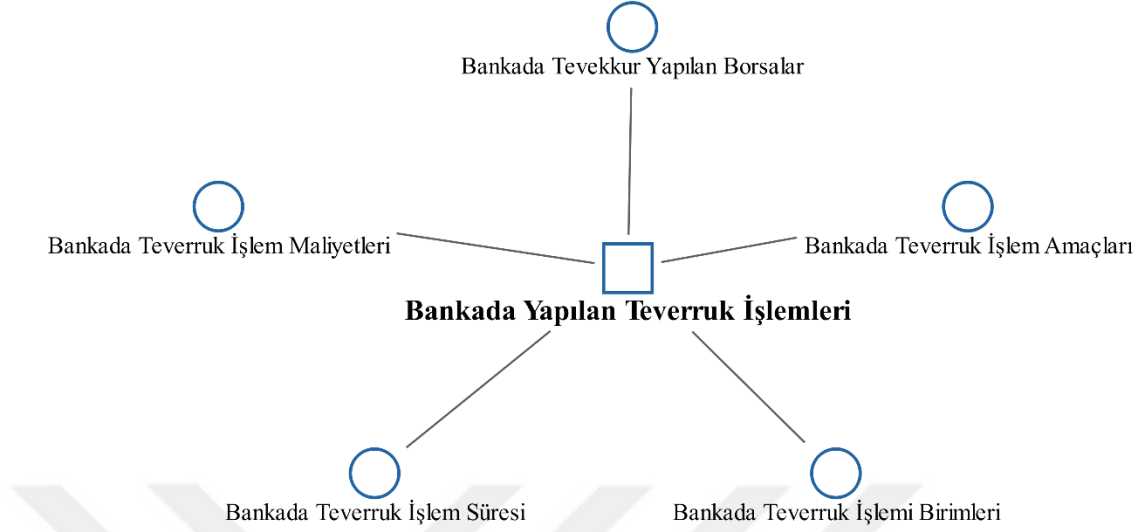 Bankada Tevekkur Yapılan Borsalar
Bankada Teverruk İşlem Maliyetleri
Bankada Teverruk İşlem Amaçları
Bankada Yapılan Teverruk İşlemleri
Bankada Teverruk İşlem Süresi
Bankada Teverruk İşlemi Birimleri